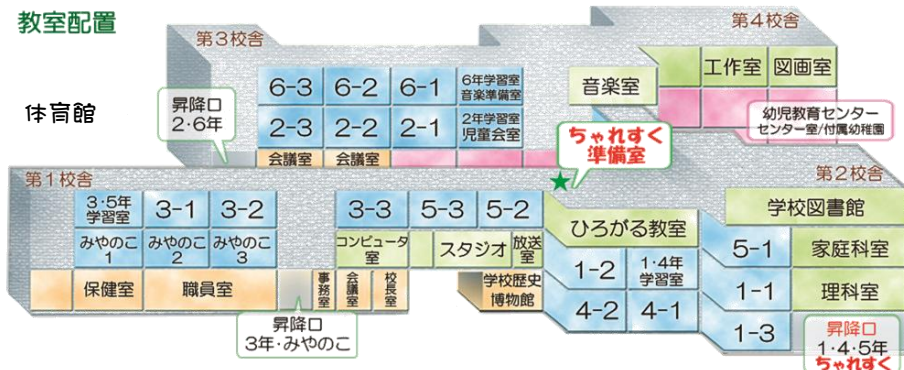 教室配置
体育館
第3校舎
昇降口
2・6年
6-3
6-2
6-1
6年学習室
音楽準備室
2-3
2-2
2-1
2年学習室
児童会室
会議室
会議室
音楽室
第4校舎
工作室
図画室
幼児教育センター
センター室/付属幼稚園
ちゃれすく
準備室
★
第1校舎
3・5年
学習室
3-1
3-2
3-3
5-3
5-2
みやのこ
1
みやのこ
2
みやのこ
3
コンピュータ
室
スタジオ
放送
室
保健室
職員室
事務室
会議室
校長室
学校歴史
博物館
昇降口
3年・みやのこ
ひろがる教室
1-2
1・4年
学習室
4-2
4-1
第2校舎
学校図書館
5-1
家庭科室
1-1
理科室
1-3
昇降口
1・4・5年
ちゃれすく